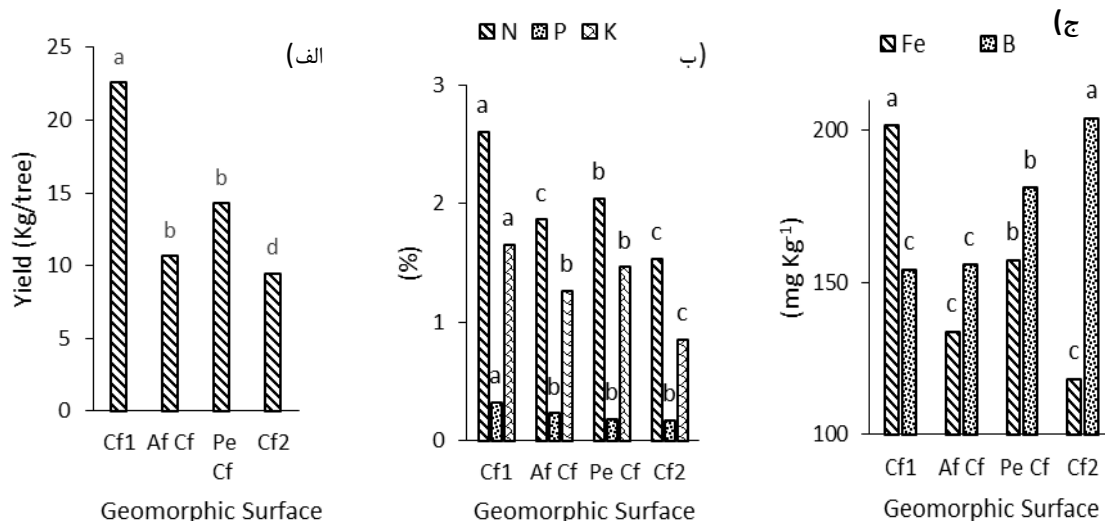 الف)
Yield (Kg/tree)
25
20
15
10
5
0
a
b
b
d
Cf1 Af Cf Pe Cf Cf2
Geomorphic Surface
N P K
ب)
(%)
3
2
1
0
a
a
a
c
b
b
b
b
b
c
b
c
Cf1 Af Cf Pe Cf Cf2
Geomorphic Surface
ج)
Fe B
(mg Kg-1)
200
150
100
a
c
c
c
b
b
c
a
Cf1 Af Cf Pe Cf Cf2
Geomorphic Surface